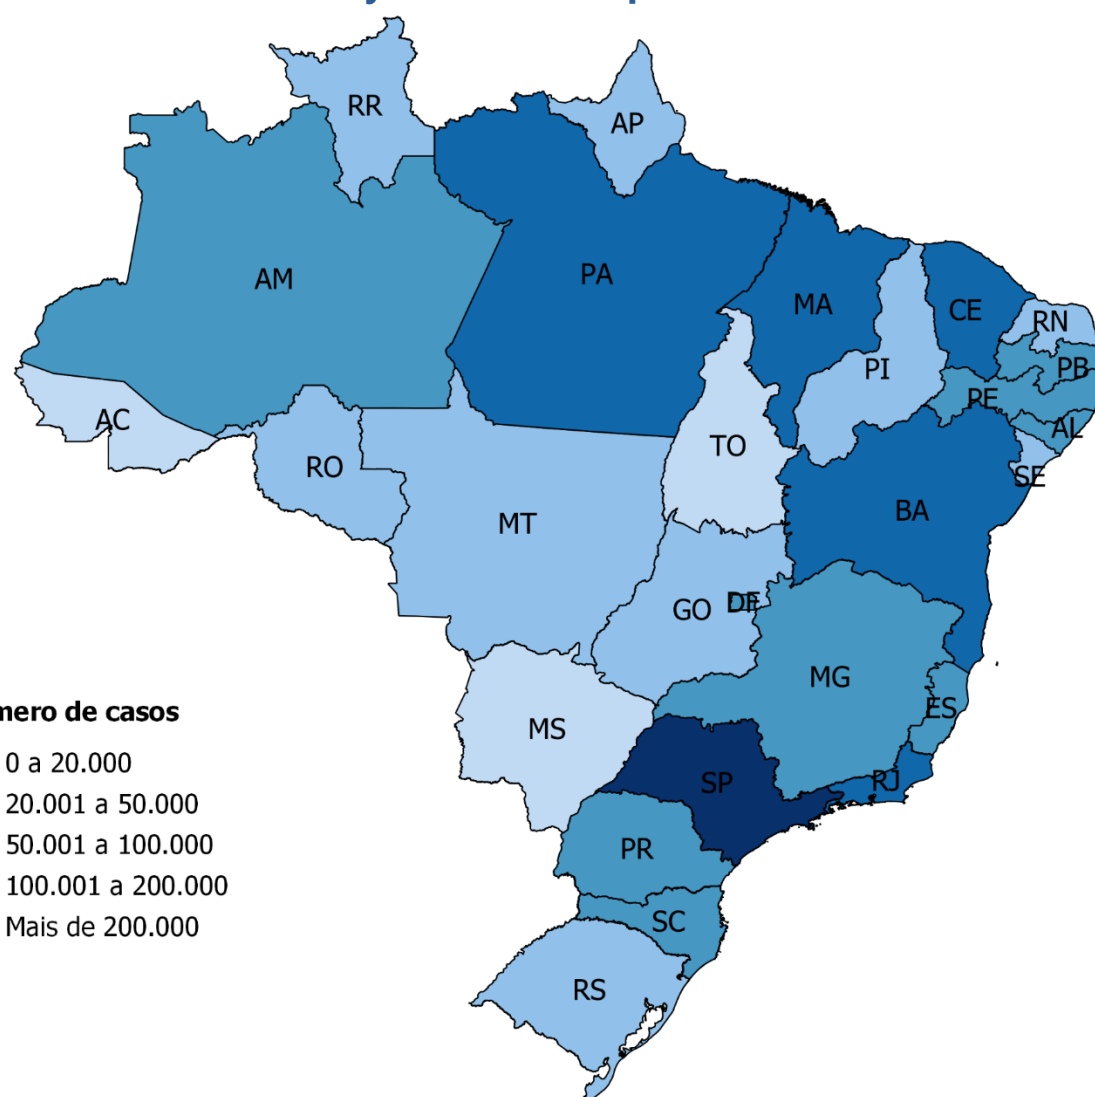 RR
AP
AM
PA
MA
CE
RN
PI
PB
PE
AC
AL
TO
RO
SE
BA
MT
GO
DF
MG
ES
MS
RJ
SP
PR
SC
RS
mero de casos
0 a 20.000
20.001 a 50.000
50.001 a 100.000
100.001 a 200.000
Mais de 200.000